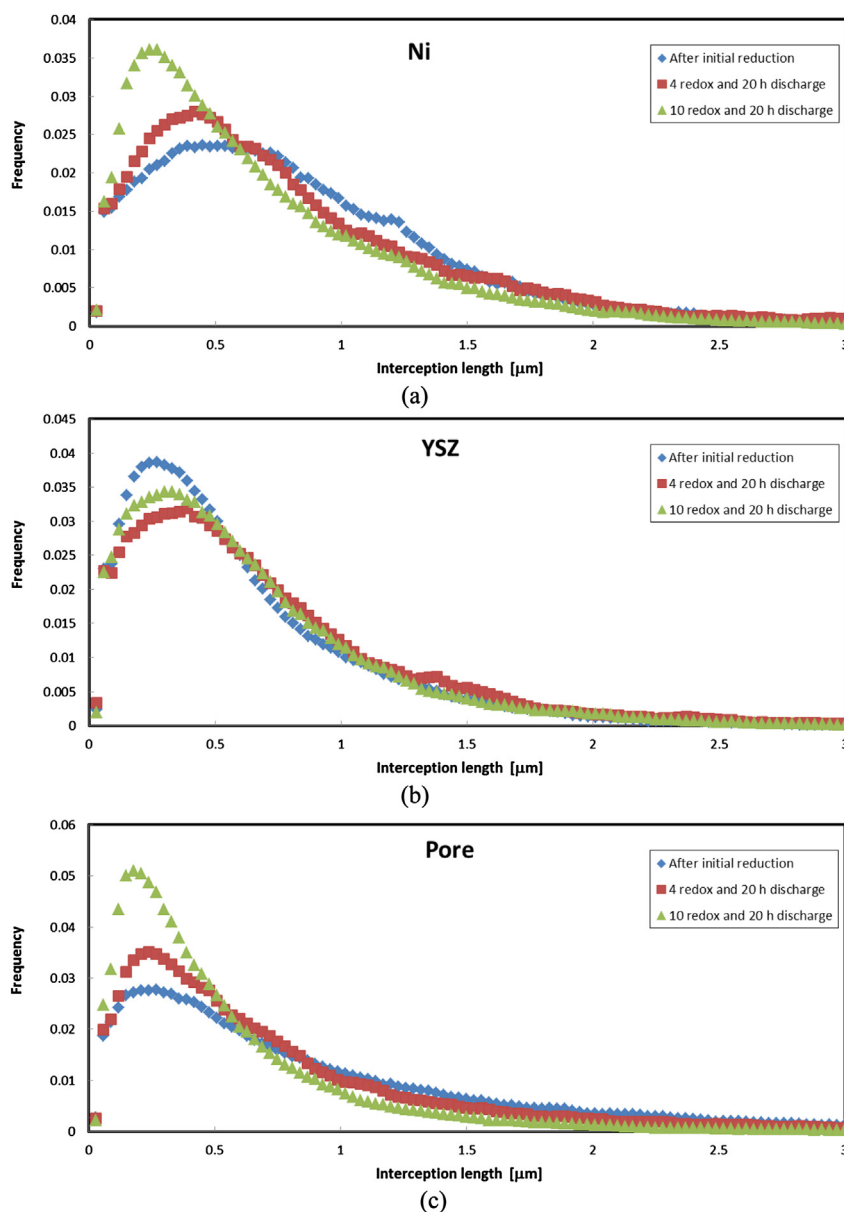 0.04
0.035
0.03
0.025
0.02
0.015
0.01
0.005
0
Frequency
Ni
After initial reduction
4 redox and 20 h discharge
10 redox and 20 h discharge
0 0.5 1 1.5 2 2.5 3
Interception length [μm]
(a)
0.045
0.04
0.035
0.03
0.025
0.02
0.015
0.01
0.005
0
Frequency
YSZ
After initial reduction
4 redox and 20 h discharge
10 redox and 20 h discharge
0 0.5 1 1.5 2 2.5 3
Interception length [μm]
(b)
0.06
0.05
0.04
0.03
0.02
0.01
0
Frequency
Pore
After initial reduction
4 redox and 20 h discharge
10 redox and 20 h discharge
0 0.5 1 1.5 2 2.5 3
Interception length [μm]
(c)